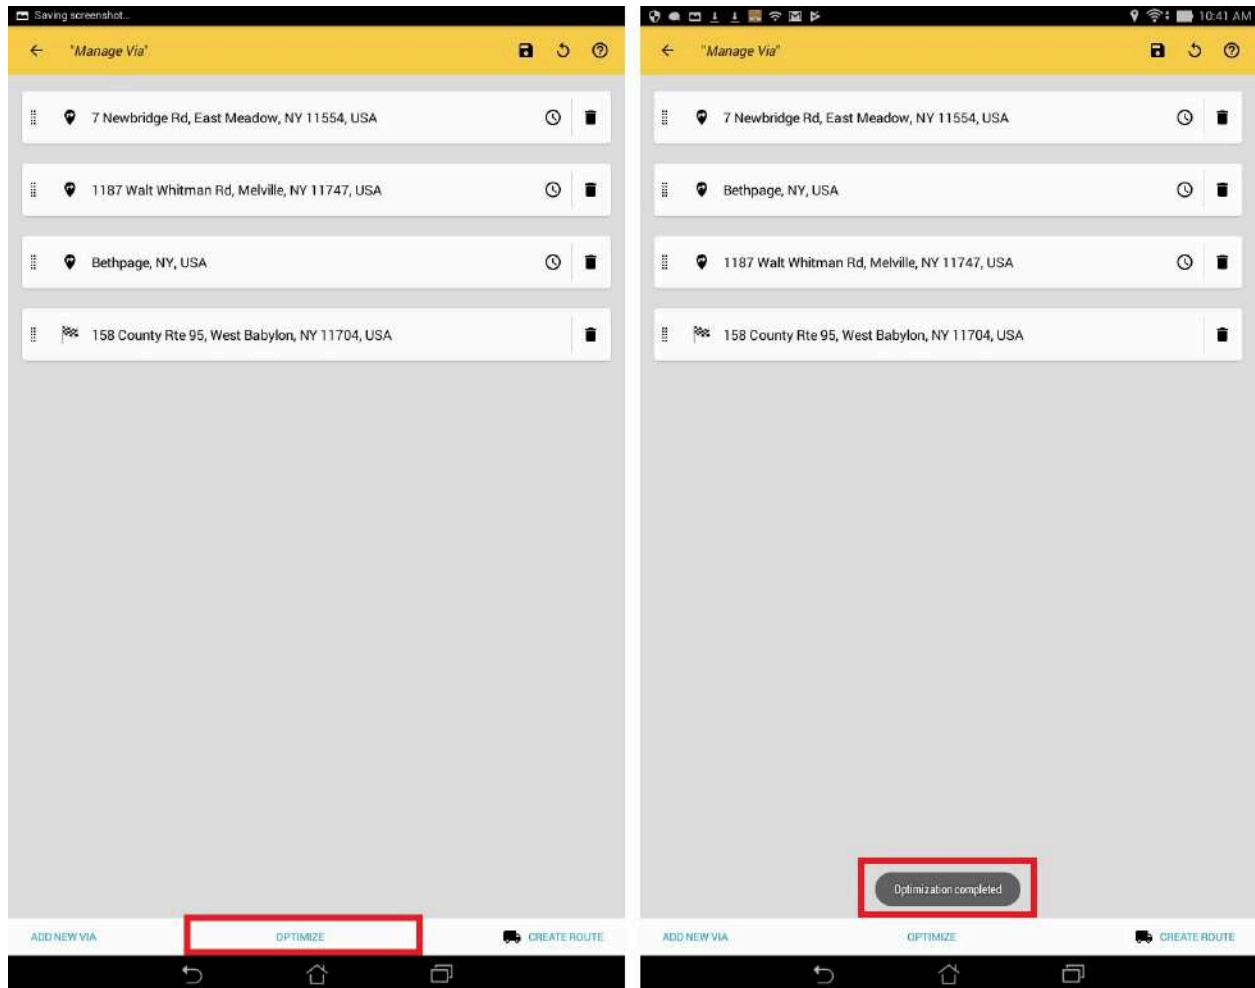 Saving screenshot...
"Manage Via"
7 Newbridge Rd, East Meadow, NY 11554, USA
1187 Walt Whitman Rd, Melville, NY 11747, USA
Bethpage, NY, USA
158 County Rte 95, West Babylon, NY 11704, USA
ADD NEW VIA
OPTIMIZE
CREATE ROUTE
10:41 AM
"Manage Via"
7 Newbridge Rd, East Meadow, NY 11554, USA
Bethpage, NY, USA
1187 Walt Whitman Rd, Melville, NY 11747, USA
158 County Rte 95, West Babylon, NY 11704, USA
Optimization completed
ADD NEW VIA
OPTIMIZE
CREATE ROUTE